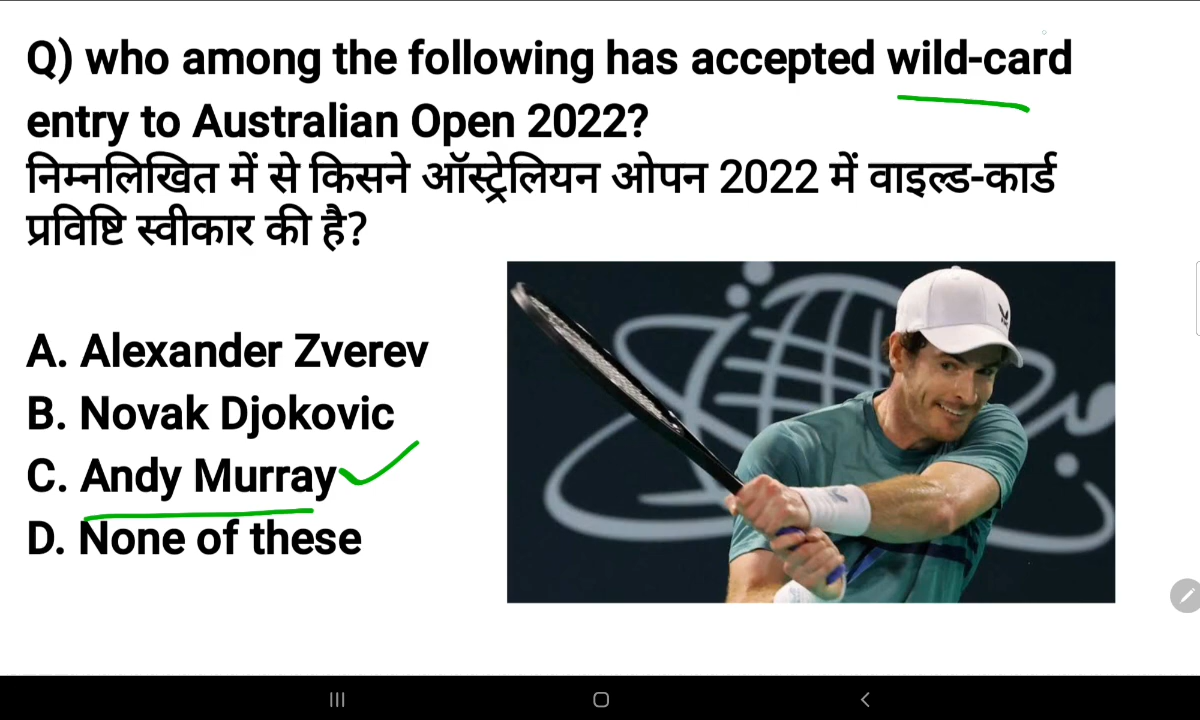 Q) who among the following has accepted wild-card
entry to Australian Open 2022?
निम्नलिखित में से किसने ऑस्ट्रेलियन ओपन 2022 में वाइल्ड-कार्ड
प्रविष्टि स्वीकार की है?
A. Alexander Zverev
B. Novak Djokovic
C. Andy Murray
D. None of these